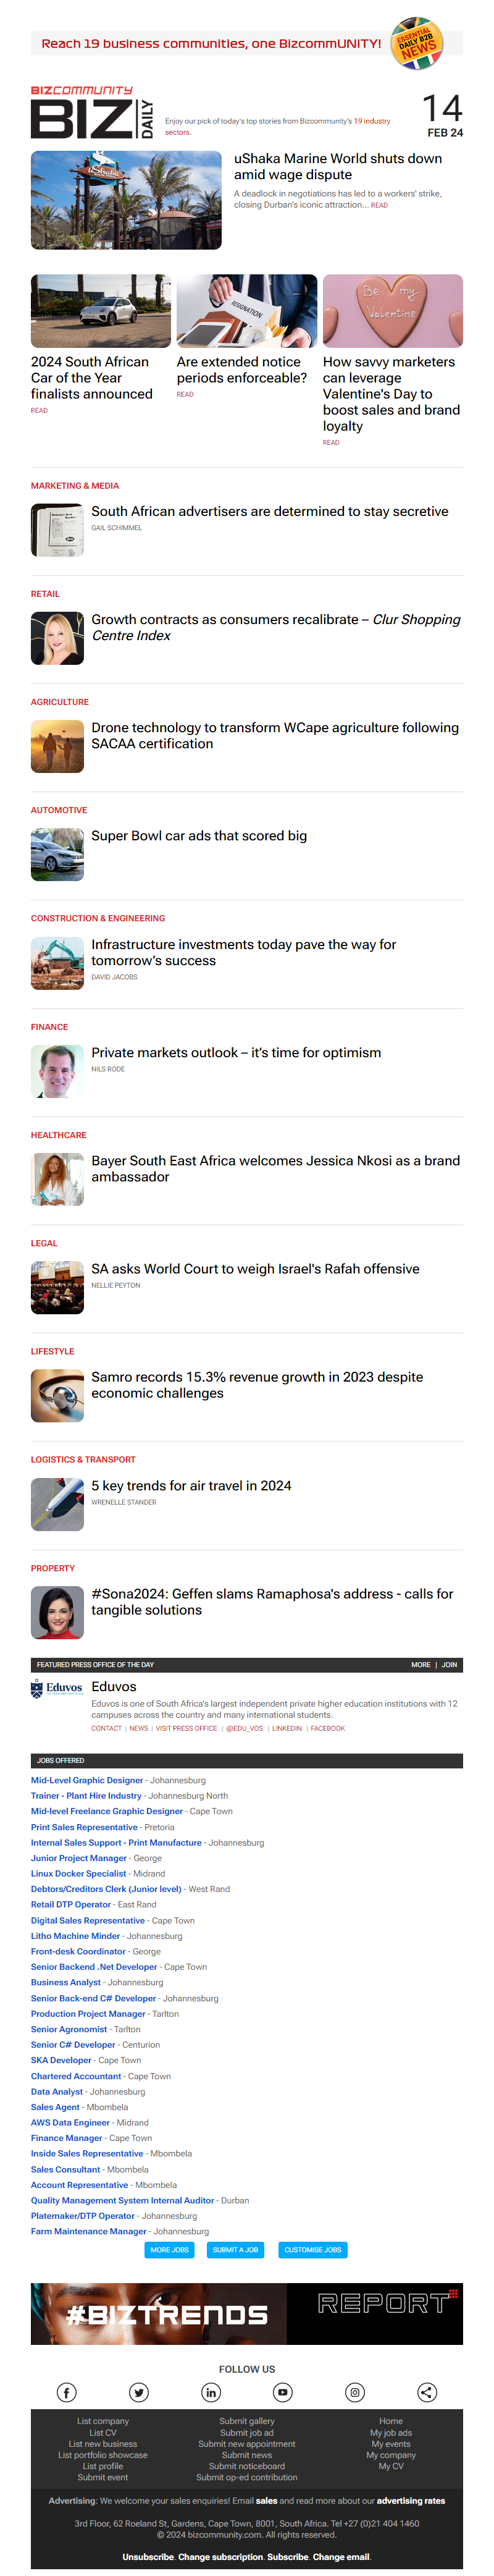 Reach 19 business communities, one BizcommUNITY!
ESSENTIAL
DAILY B2B
NEWS
BIZCOMMUNITY
BIZ DAILY
Enjoy our pick of today's top stories from Bizcommunity's 19 industry
sectors.
14
FEB 24
uShaka
uShaka Marine World shuts down
amid wage dispute
A deadlock in negotiations has led to a workers' strike,
closing Durban's iconic attraction... READ
RESIGNATION
Be my
Valentine
2024 South African
Car of the Year
finalists announced
READ
Are extended notice
periods enforceable?
READ
How savvy marketers
can leverage
Valentine's Day to
boost sales and brand
loyalty
READ
MARKETING & MEDIA
South African advertisers are determined to stay secretive
GAIL SCHIMMEL
RETAIL
Growth contracts as consumers recalibrate – Clur Shopping
Centre Index
AGRICULTURE
Drone technology to transform WCape agriculture following
SACAA certification
AUTOMOTIVE
Super Bowl car ads that scored big
CONSTRUCTION & ENGINEERING
Infrastructure investments today pave the way for
tomorrow's success
DAVID JACOBS
FINANCE
Private markets outlook – it's time for optimism
NILS RODE
HEALTHCARE
Bayer South East Africa welcomes Jessica Nkosi as a brand
ambassador
LEGAL
SA asks World Court to weigh Israel's Rafah offensive
NELLIE PEYTON
LIFESTYLE
Samro records 15.3% revenue growth in 2023 despite
economic challenges
LOGISTICS & TRANSPORT
5 key trends for air travel in 2024
WRENELLE STANDER
PROPERTY
#Sona2024: Geffen slams Ramaphosa's address - calls for
tangible solutions
FEATURED PRESS OFFICE OF THE DAY
MORE | JOIN
Eduvos
Eduvos
Eduvos is one of South Africa's largest independent private higher education institutions with 12
campuses across the country and many international students.
CONTACT | NEWS | VISIT PRESS OFFICE | @EDU_VOS | LINKEDIN | FACEBOOK
JOBS OFFERED
Mid-Level Graphic Designer - Johannesburg
Trainer - Plant Hire Industry - Johannesburg North
Mid-level Freelance Graphic Designer - Cape Town
Print Sales Representative - Pretoria
Internal Sales Support - Print Manufacture - Johannesburg
Junior Project Manager - George
Linux Docker Specialist - Midrand
Debtors/Creditors Clerk (Junior level) - West Rand
Retail DTP Operator - East Rand
Digital Sales Representative - Cape Town
Litho Machine Minder - Johannesburg
Front-desk Coordinator - George
Senior Backend .Net Developer - Cape Town
Business Analyst - Johannesburg
Senior Back-end C# Developer - Johannesburg
Production Project Manager - Tarlton
Senior Agronomist - Tarlton
Senior C# Developer - Centurion
SKA Developer - Cape Town
Chartered Accountant - Cape Town
Data Analyst - Johannesburg
Sales Agent - Mbombela
AWS Data Engineer - Midrand
Finance Manager - Cape Town
Inside Sales Representative - Mbombela
Sales Consultant - Mbombela
Account Representative - Mbombela
Quality Management System Internal Auditor - Durban
Platemaker/DTP Operator - Johannesburg
Farm Maintenance Manager - Johannesburg
MORE JOBS
SUBMIT A JOB
CUSTOMISE JOBS
#BIZTRENDS
REPORT
FOLLOW US
List company
List CV
List new business
List portfolio showcase
List profile
Submit event
Submit gallery
Submit job ad
Submit new appointment
Submit news
Submit noticeboard
Submit op-ed contribution
Home
My job ads
My events
My company
My CV
Advertising: We welcome your sales enquiries! Email sales and read more about our advertising rates
3rd Floor, 62 Roeland St, Gardens, Cape Town, 8001, South Africa. Tel +27 (0)21 404 1460
© 2024 bizcommunity.com. All rights reserved.
Unsubscribe. Change subscription. Subscribe. Change email.